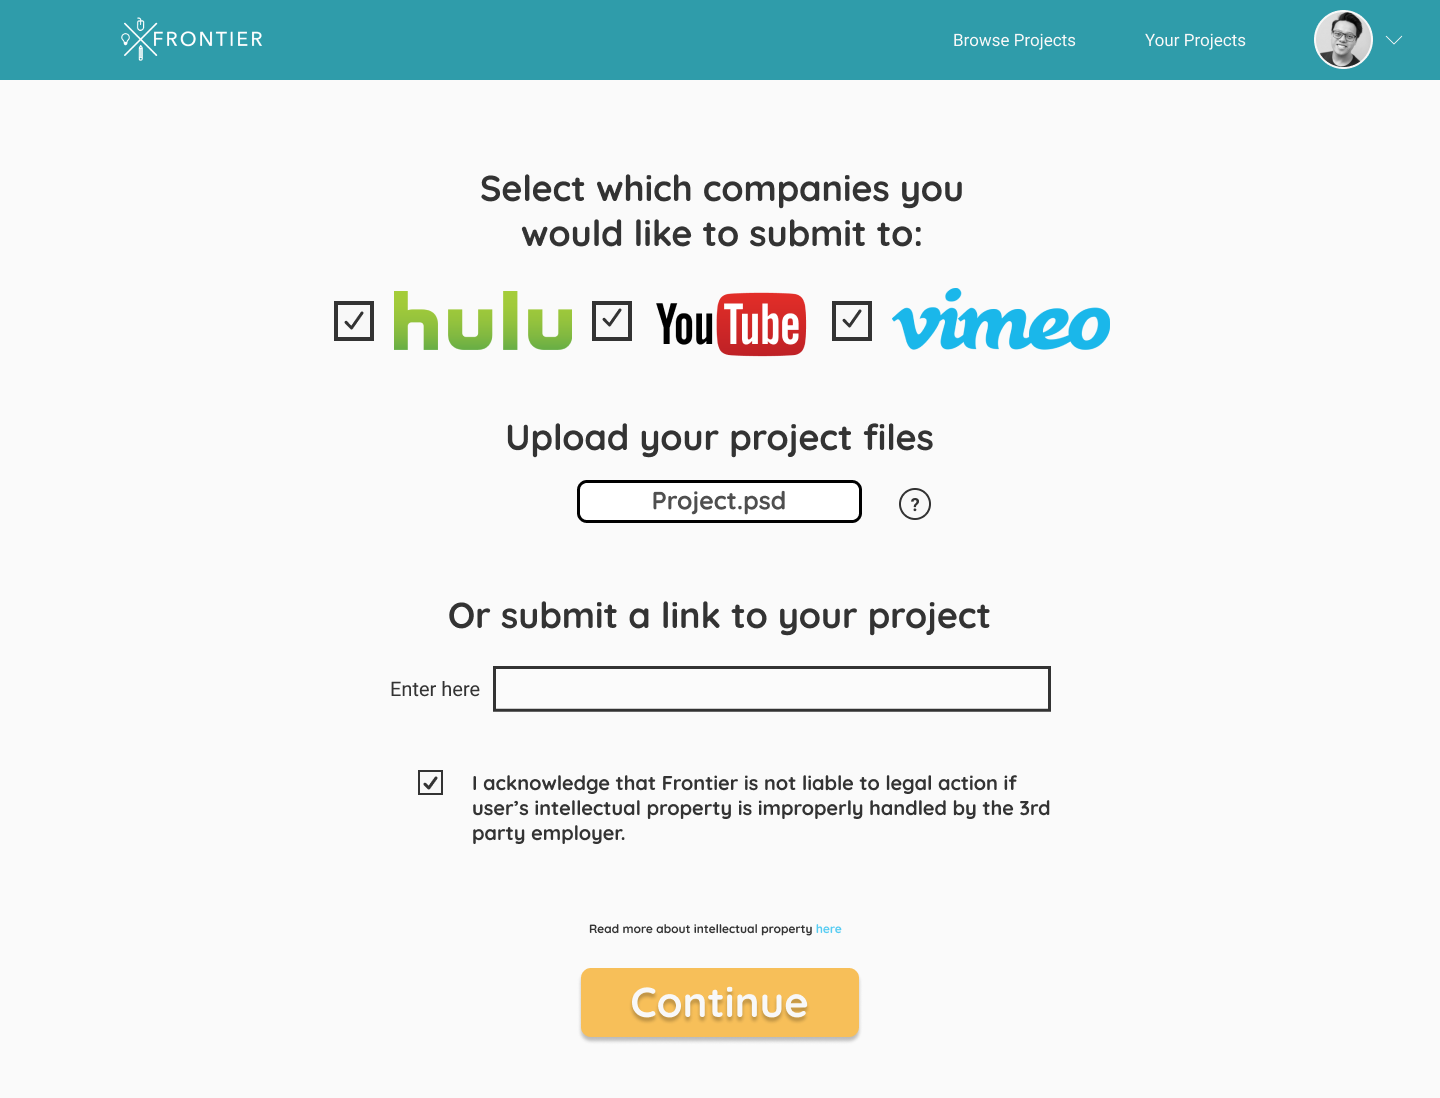 FRONTIER
Browse Projects
Your Projects
Select which companies you
would like to submit to:
hulu
YouTube
vimeo
Upload your project files
Project.psd
?
Or submit a link to your project
Enter here
I acknowledge that Frontier is not liable to legal action if
user’s intellectual property is improperly handled by the 3rd
party employer.
Read more about intellectual property here
Continue